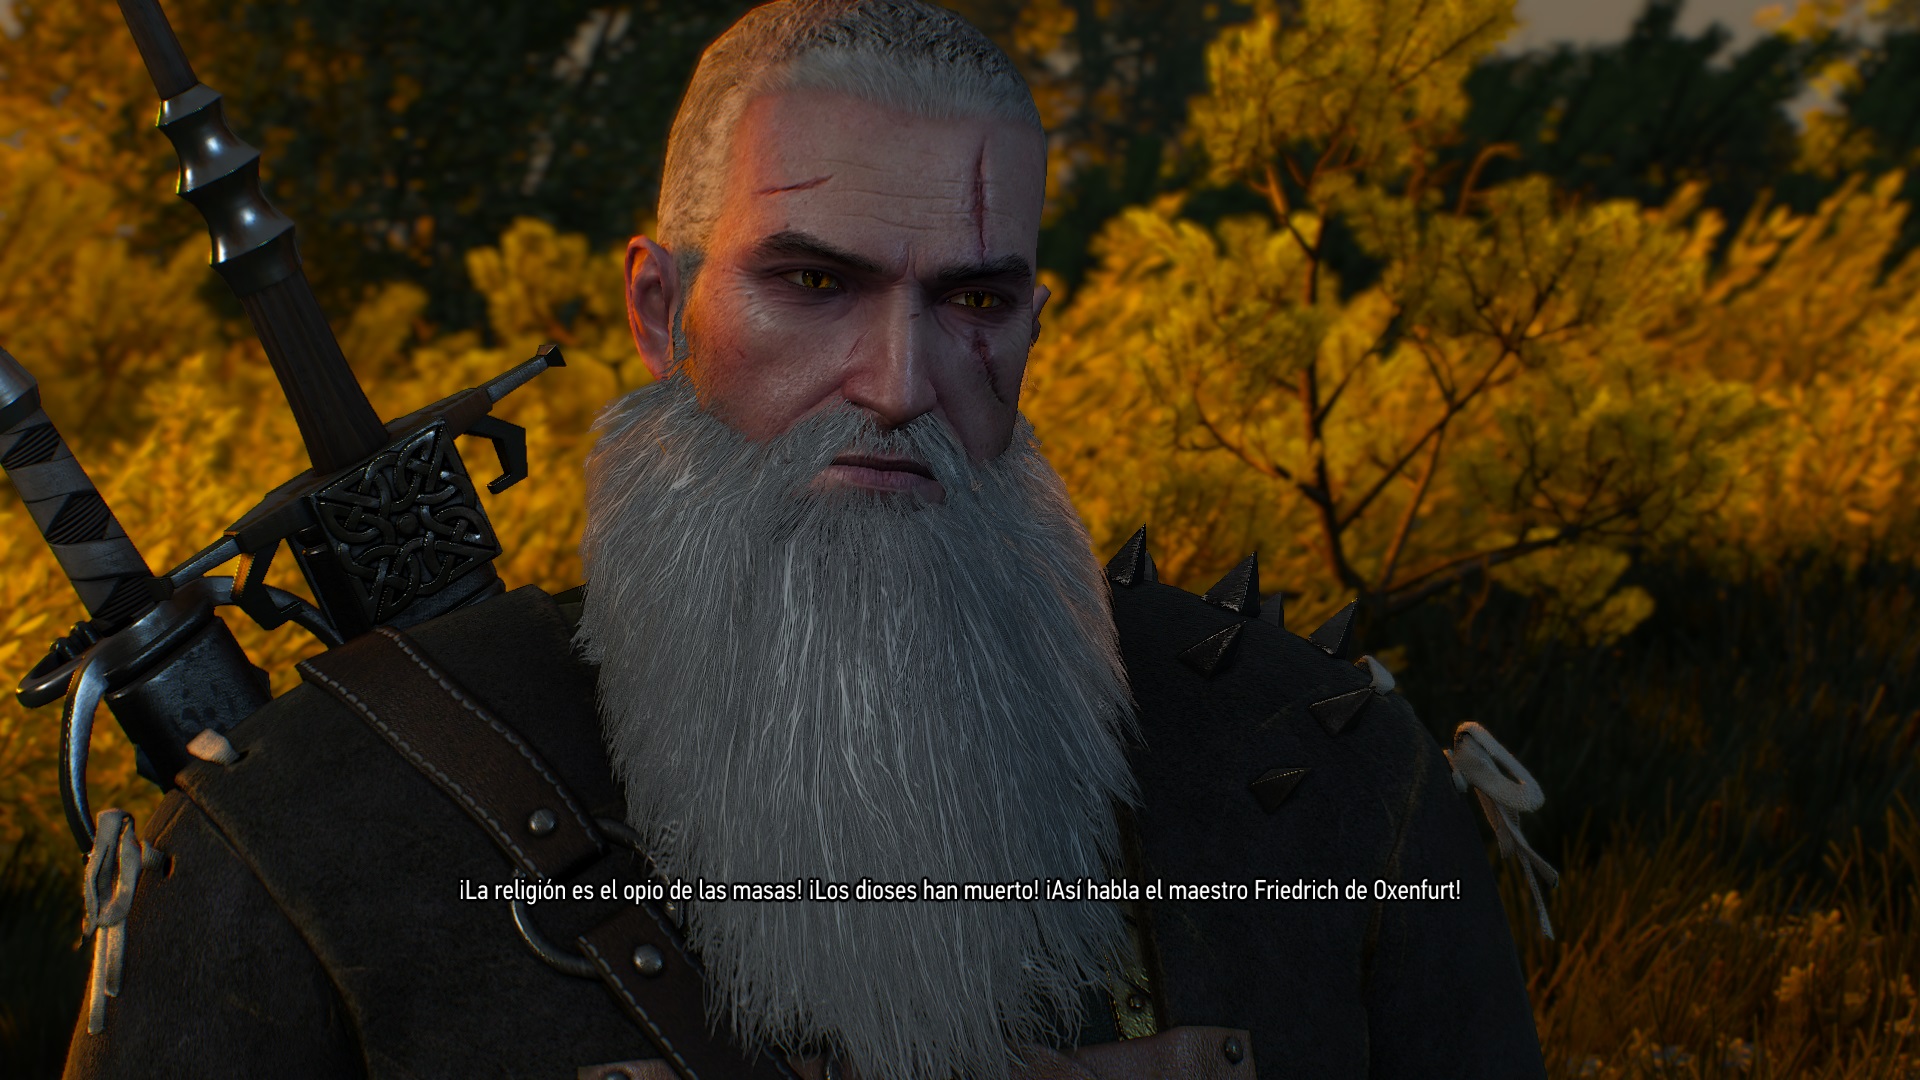 ¡La religión es el opio de las masas! ¡Los dioses han muerto! ¡Así habla el maestro Friedrich de Oxenfurt!